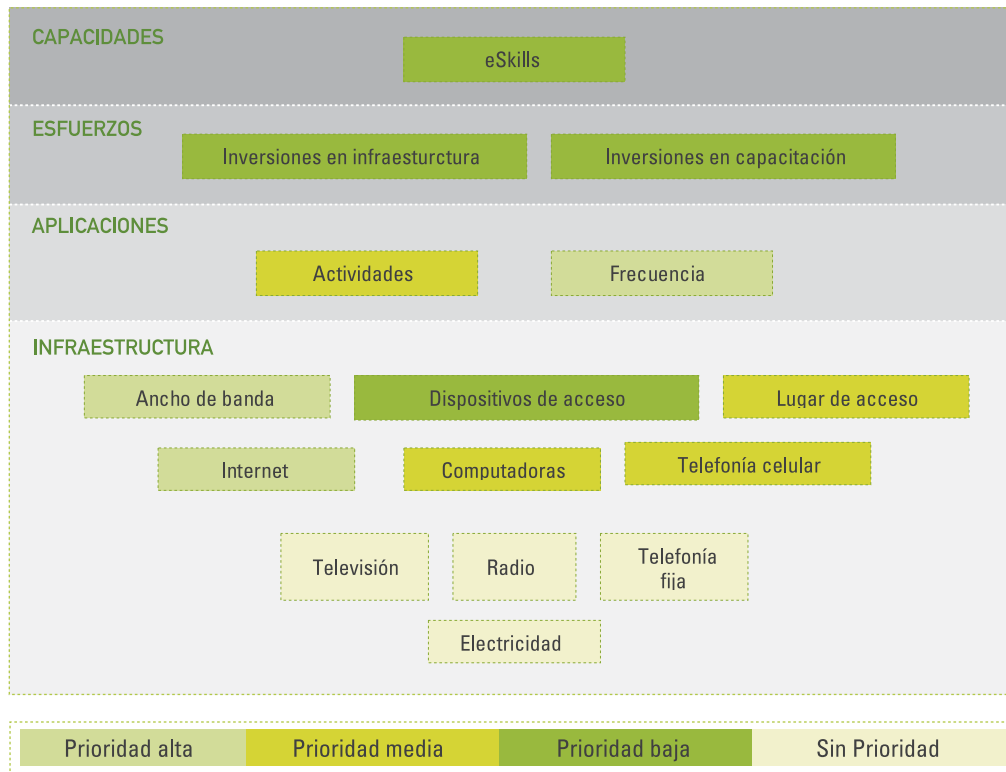 CAPACIDADES
eSkills
ESFUERZOS
Inversiones en infraesturctura
Inversiones en capacitación
APLICACIONES
Actividades
Frecuencia
INFRAESTRUCTURA
Ancho de banda
Dispositivos de acceso
Lugar de acceso
Internet
Computadoras
Telefonía celular
Televisión
Radio
Telefonía
fija
Electricidad
Prioridad alta
Prioridad media
Prioridad baja
Sin Prioridad